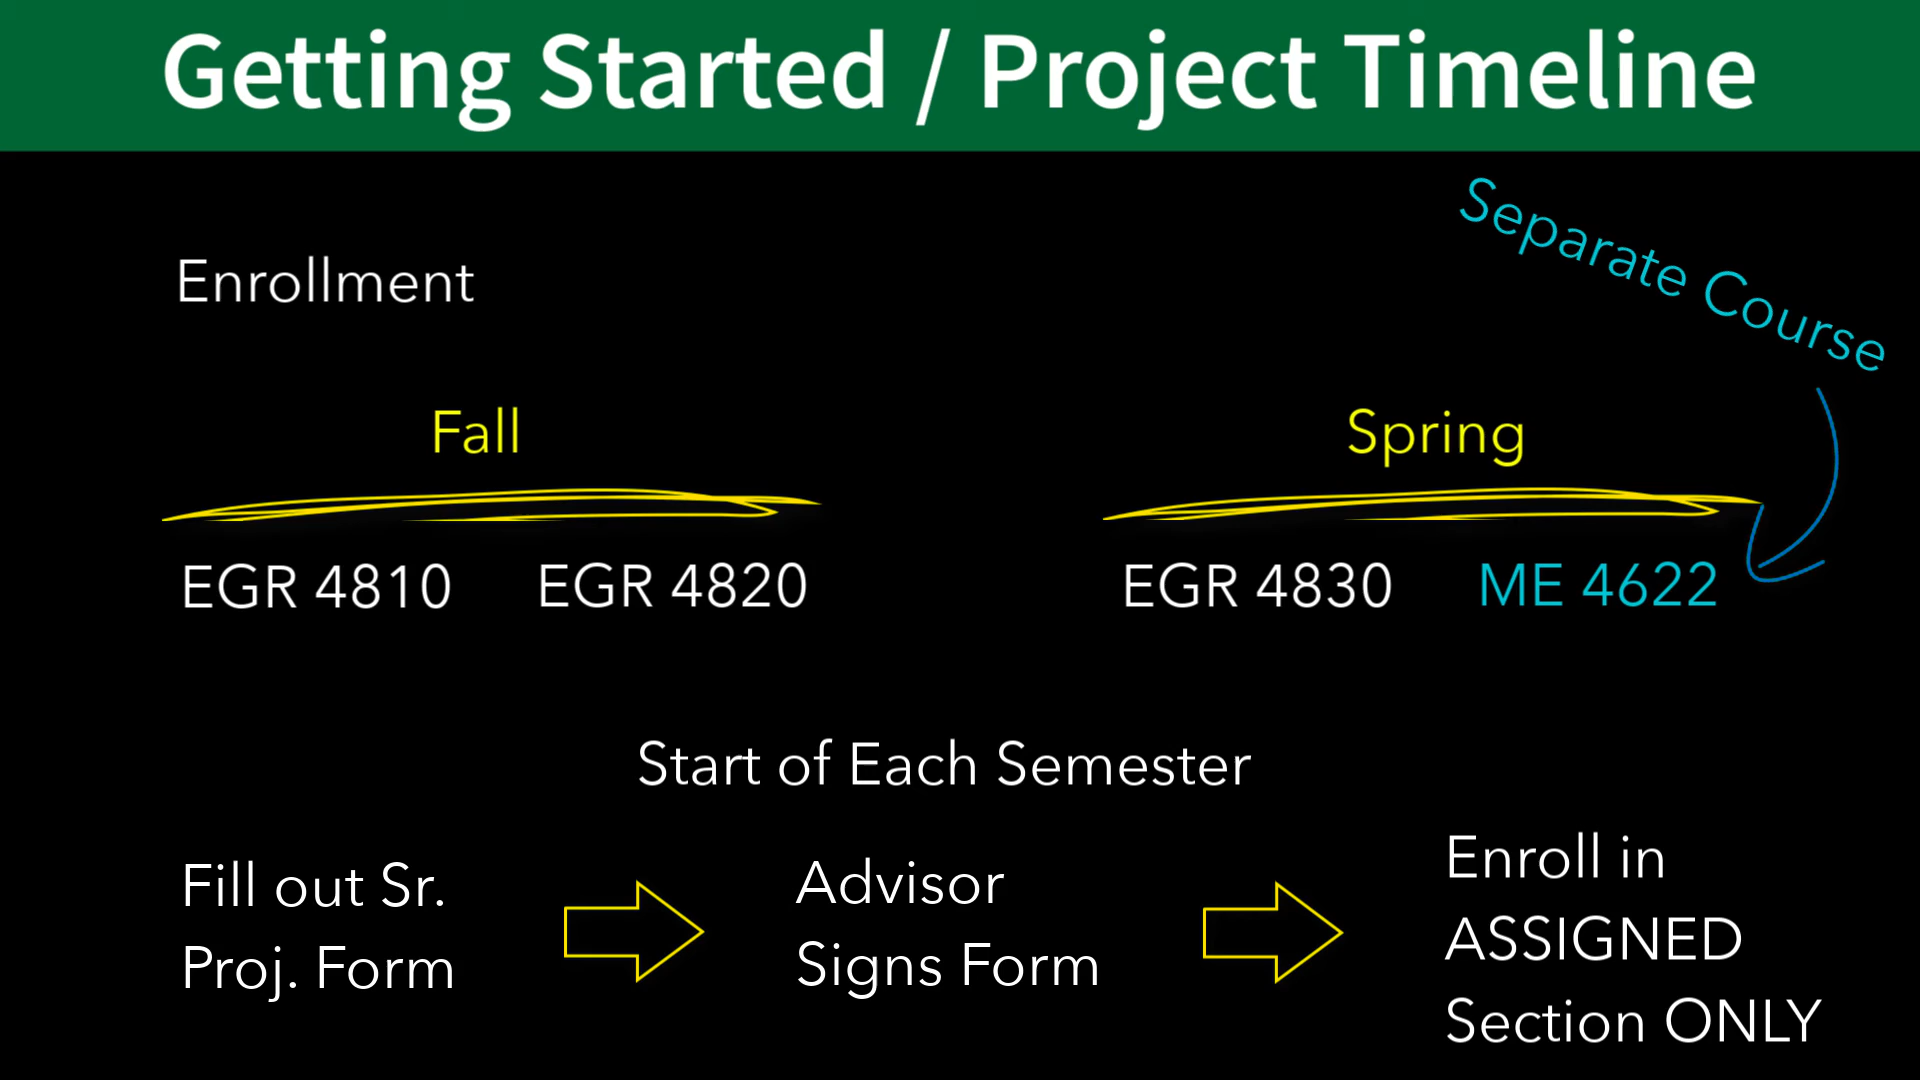 Getting Started / Project Timeline
Separate Course
Enrollment
Fall
Spring
EGR 4810 EGR 4820
EGR 4830 ME 4622
Start of Each Semester
Fill out Sr.
Proj. Form
Advisor
Signs Form
Enroll in
ASSIGNED
Section ONLY